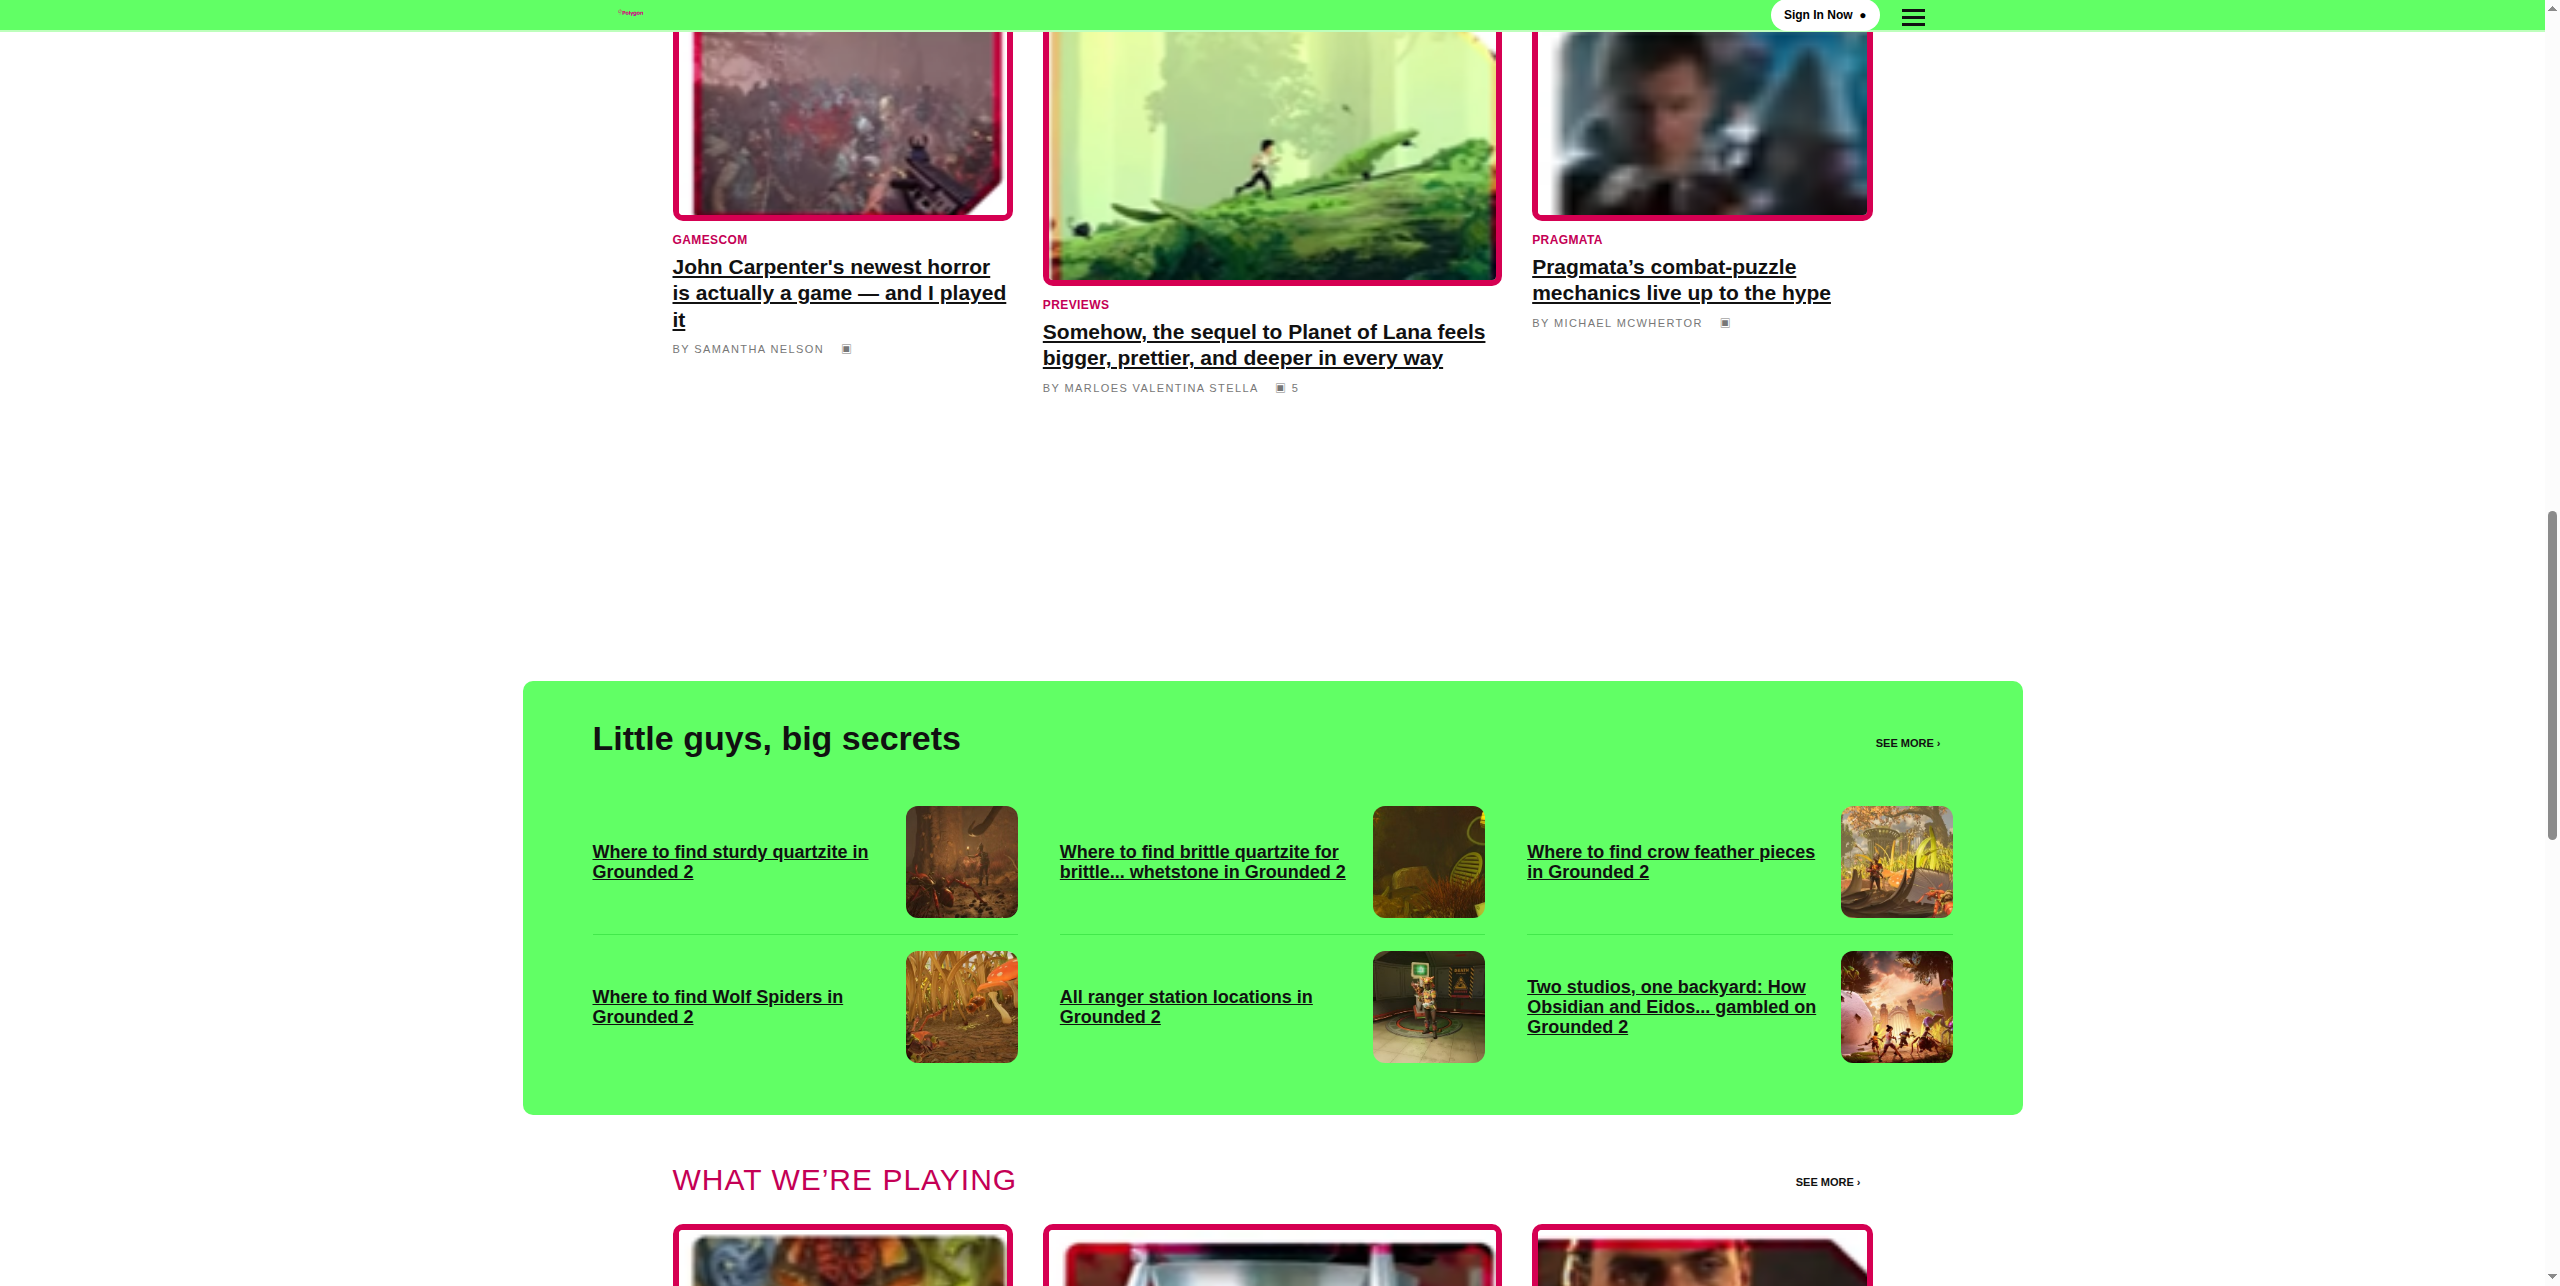 Polygon
Sign In Now
GAMESCOM
John Carpenter's newest horror
is actually a game — and I played
it
BY SAMANTHA NELSON
PREVIEWS
Somehow, the sequel to Planet of Lana feels
bigger, prettier, and deeper in every way
BY MARLOES VALENTINA STELLA 5
PRAGMATA
Pragmata’s combat-puzzle
mechanics live up to the hype
BY MICHAEL MCWHERTOR
Little guys, big secrets
SEE MORE ›
Where to find sturdy quartzite in
Grounded 2
Where to find brittle quartzite for
brittle... whetstone in Grounded 2
Where to find crow feather pieces
in Grounded 2
Where to find Wolf Spiders in
Grounded 2
All ranger station locations in
Grounded 2
Two studios, one backyard: How
Obsidian and Eidos... gambled on
Grounded 2
WHAT WE’RE PLAYING
SEE MORE ›